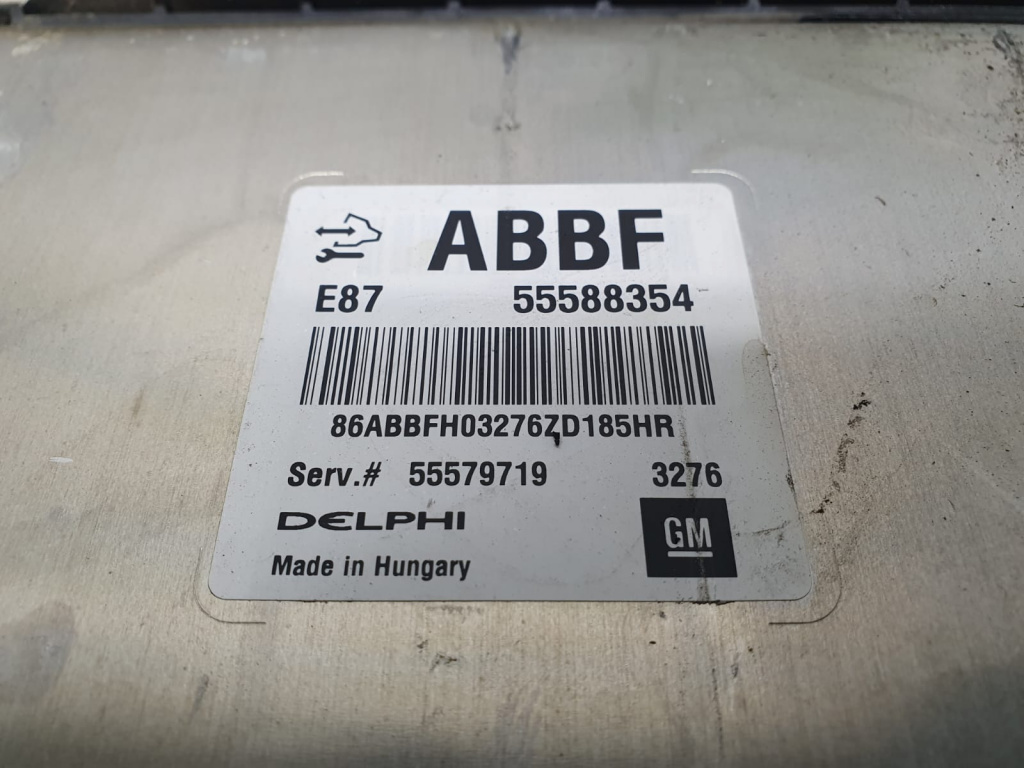 ABBF
E87 55588354
86ABBFH03276ZD185HR
Serv.# 55579719 3276
DELPHI GM
Made in Hungary